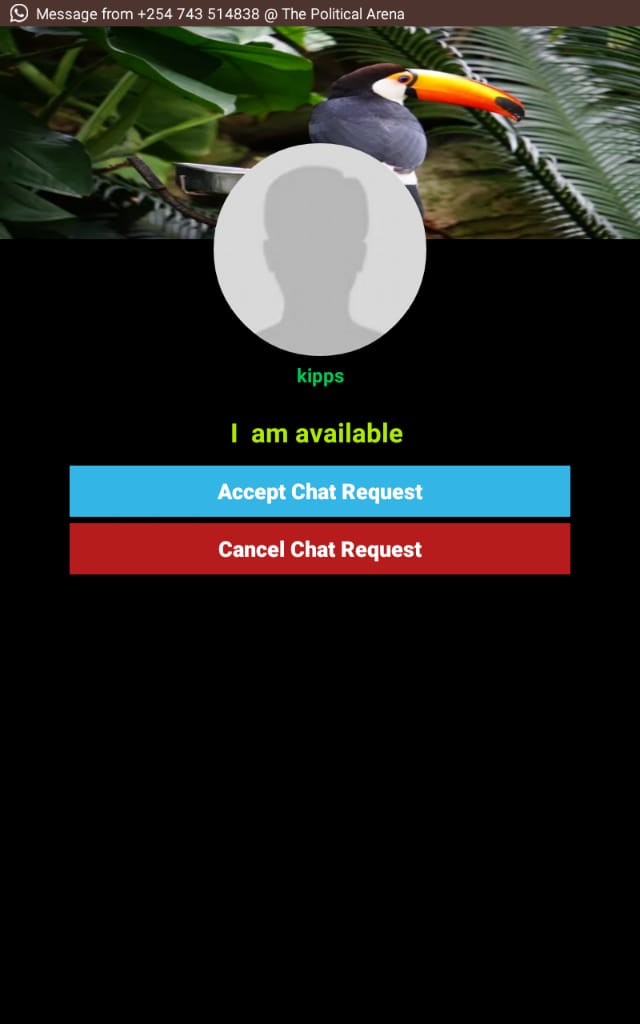 Message from +254 743 514838 @ The Political Arena
kipps
I am available
Accept Chat Request
Cancel Chat Request